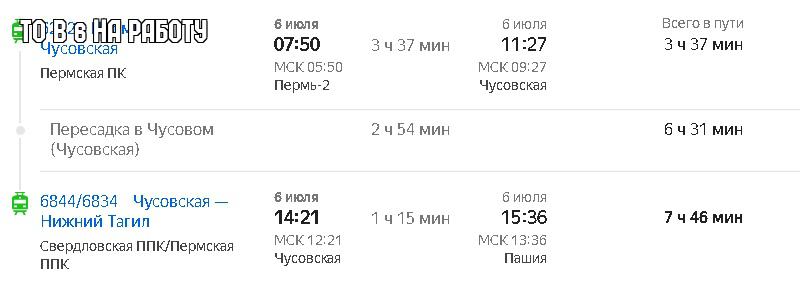 ТО В 6 НА РАБОТУ
Чусовская
Пермская ПК
6 июля
07:50
МСК 05:50
Пермь-2
3 ч 37 мин
11:27
МСК 09:27
Чусовская
Всего в пути
3 ч 37 мин
Пересадка в Чусовом
(Чусовская)
2 ч 54 мин
6 ч 31 мин
6844/6834 Чусовская —
Нижний Тагил
Свердловская ППК/Пермская
ППК
6 июля
14:21
МСК 12:21
Чусовская
1 ч 15 мин
6 июля
15:36
МСК 13:36
Пашия
7 ч 46 мин